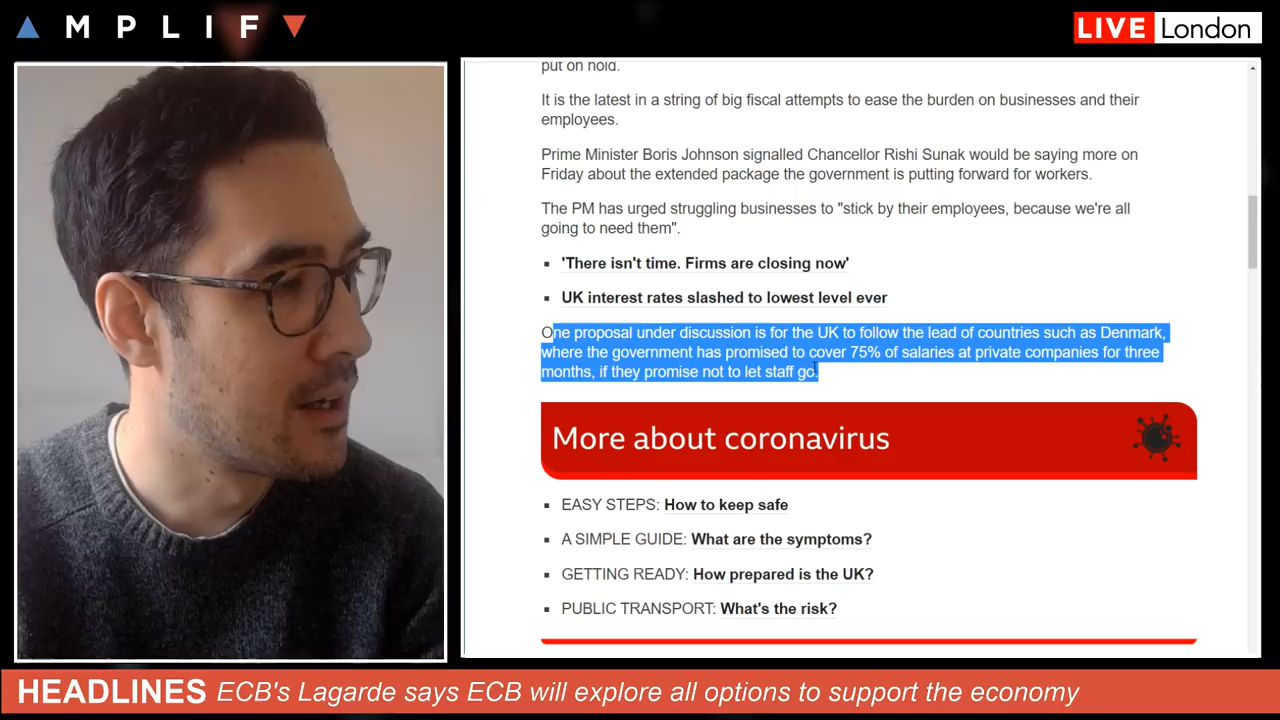 AMPLIFY
LIVE London
put on hold.
It is the latest in a string of big fiscal attempts to ease the burden on businesses and their
employees.
Prime Minister Boris Johnson signalled Chancellor Rishi Sunak would be saying more on
Friday about the extended package the government is putting forward for workers.
The PM has urged struggling businesses to "stick by their employees, because we're all
going to need them".
'There isn't time. Firms are closing now'
UK interest rates slashed to lowest level ever
One proposal under discussion is for the UK to follow the lead of countries such as Denmark,
where the government has promised to cover 75% of salaries at private companies for three
months, if they promise not to let staff go.
More about coronavirus
EASY STEPS: How to keep safe
A SIMPLE GUIDE: What are the symptoms?
GETTING READY: How prepared is the UK?
PUBLIC TRANSPORT: What's the risk?
HEADLINES ECB's Lagarde says ECB will explore all options to support the economy